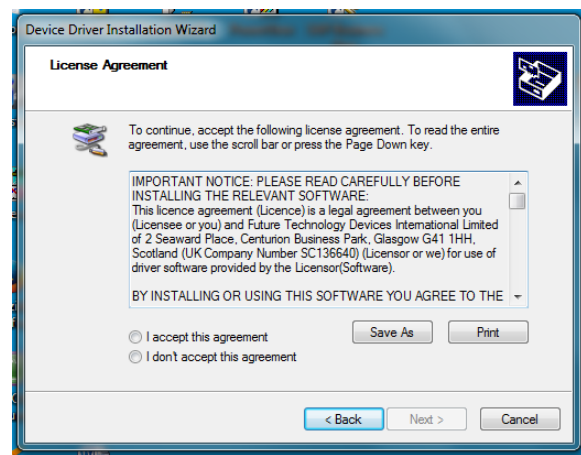 Device Driver Installation Wizard
License Agreement
To continue, accept the following license agreement. To read the entire
agreement, use the scroll bar or press the Page Down key.
IMPORTANT NOTICE: PLEASE READ CAREFULLY BEFORE
INSTALLING THE RELEVANT SOFTWARE:
This licence agreement (Licence) is a legal agreement between you
(Licensee or you) and Future Technology Devices International Limited
of 2 Seaward Place, Centurion Business Park, Glasgow G41 1HH,
Scotland (UK Company Number SC136640) (Licensor or we) for use of
driver software provided by the Licensor(Software).
BY INSTALLING OR USING THIS SOFTWARE YOU AGREE TO THE
I accept this agreement
Save As
Print
I don't accept this agreement
< Back
Next >
Cancel